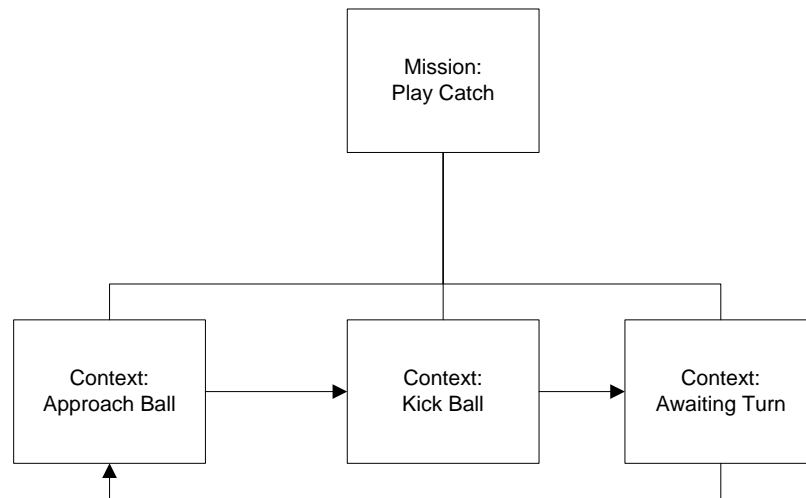 Mission:
Play Catch
Context:
Approach Ball
Context:
Kick Ball
Context:
Awaiting Turn